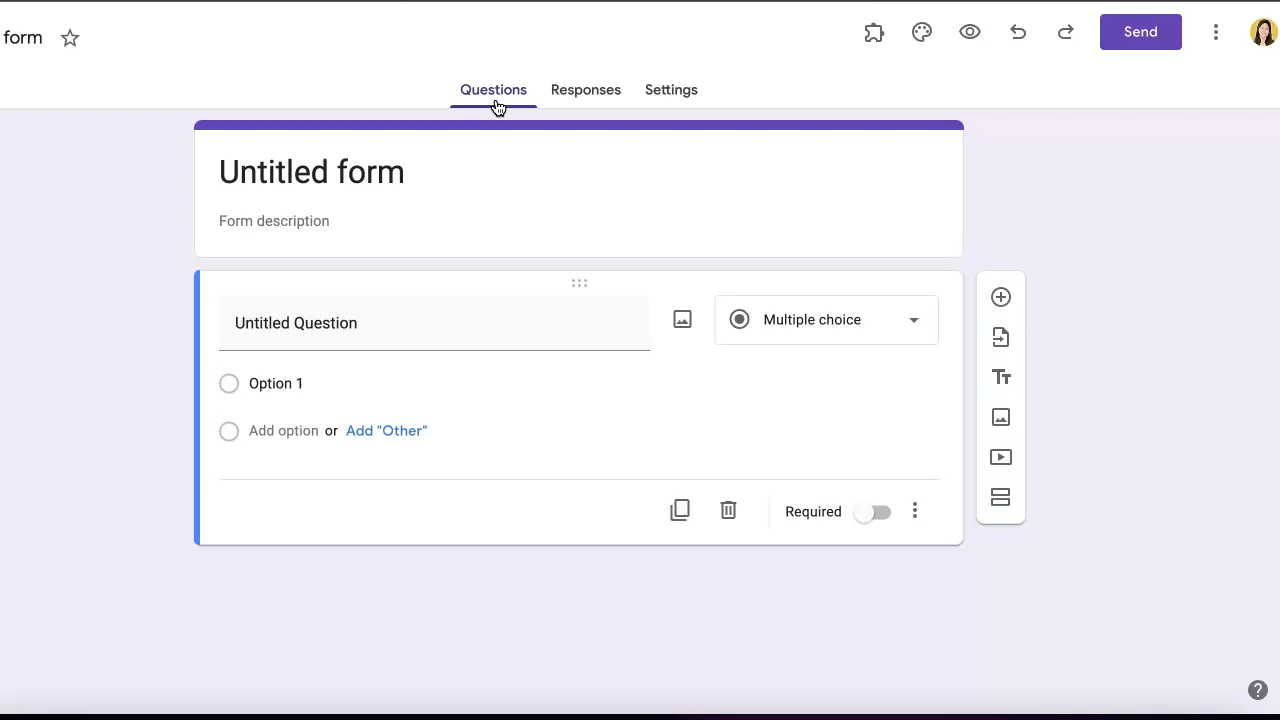 form
Send
Questions Responses Settings
Untitled form
Form description
Untitled Question
Multiple choice
Option 1
Add option or Add "Other"
Tт
Required
?